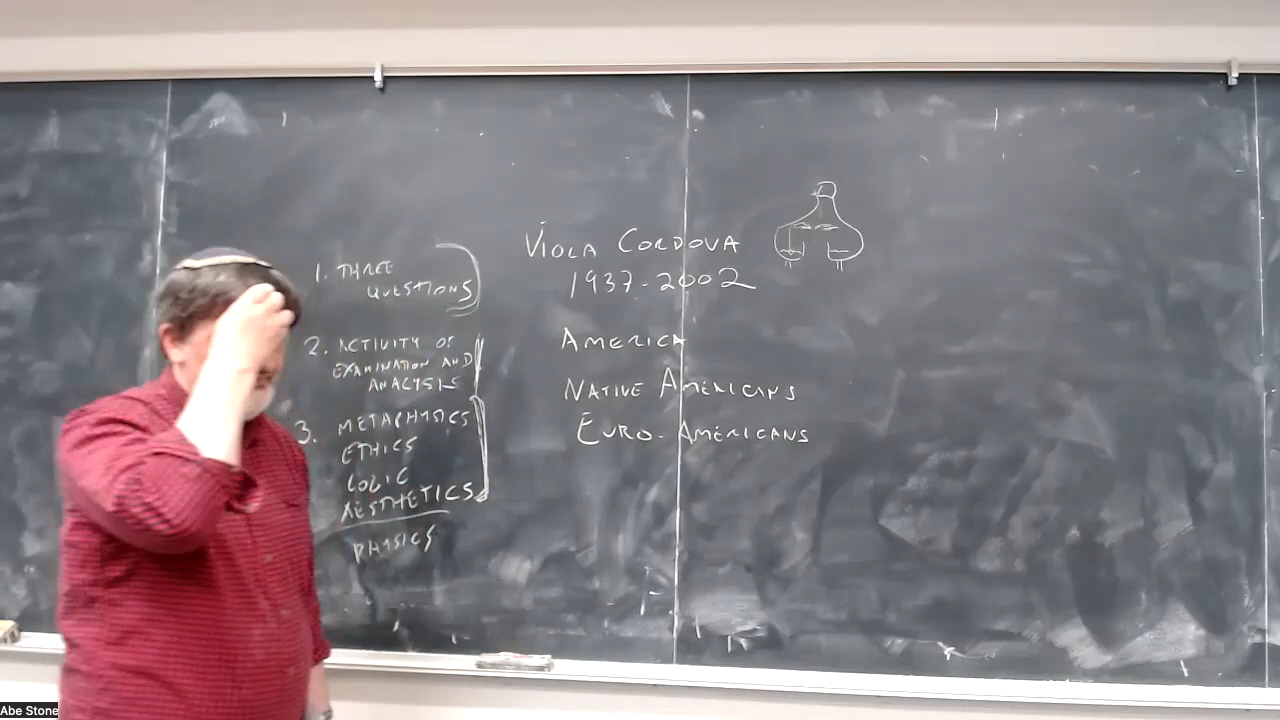 1. THREE
QUESTIONS
2. ACTIVITY OF
EXAMINATION AND
ANALYSIS
3. METAPHYSICS
ETHICS
LOGIC
AESTHETICS
PHYSICS
VIOLA CORDOVA
1937-2002
AMERICA
NATIVE AMERICANS
EURO-AMERICANS
Abe Stone